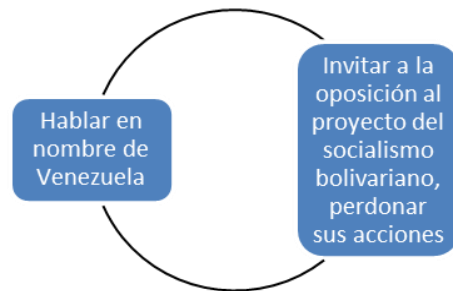 Hablar en
nombre de
Venezuela
Invitar a la
oposición al
proyecto del
socialismo
bolivariano,
perdonar
sus acciones